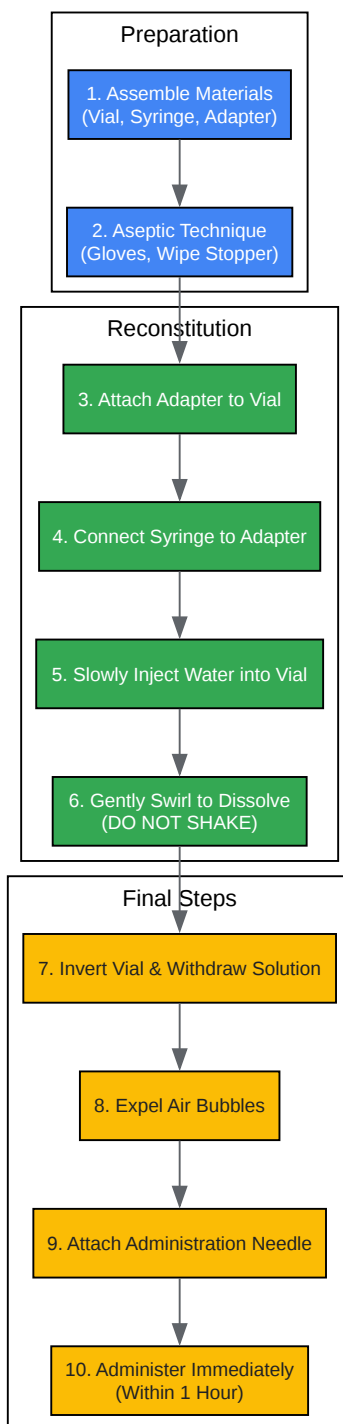 Preparation
1. Assemble Materials
(Vial, Syringe, Adapter)
2. Aseptic Technique
(Gloves, Wipe Stopper)
Reconstitution
3. Attach Adapter to Vial
4. Connect Syringe to Adapter
5. Slowly Inject Water into Vial
6. Gently Swirl to Dissolve
(DO NOT SHAKE)
Final Steps
7. Invert Vial & Withdraw Solution
8. Expel Air Bubbles
9. Attach Administration Needle
10. Administer Immediately
(Within 1 Hour)